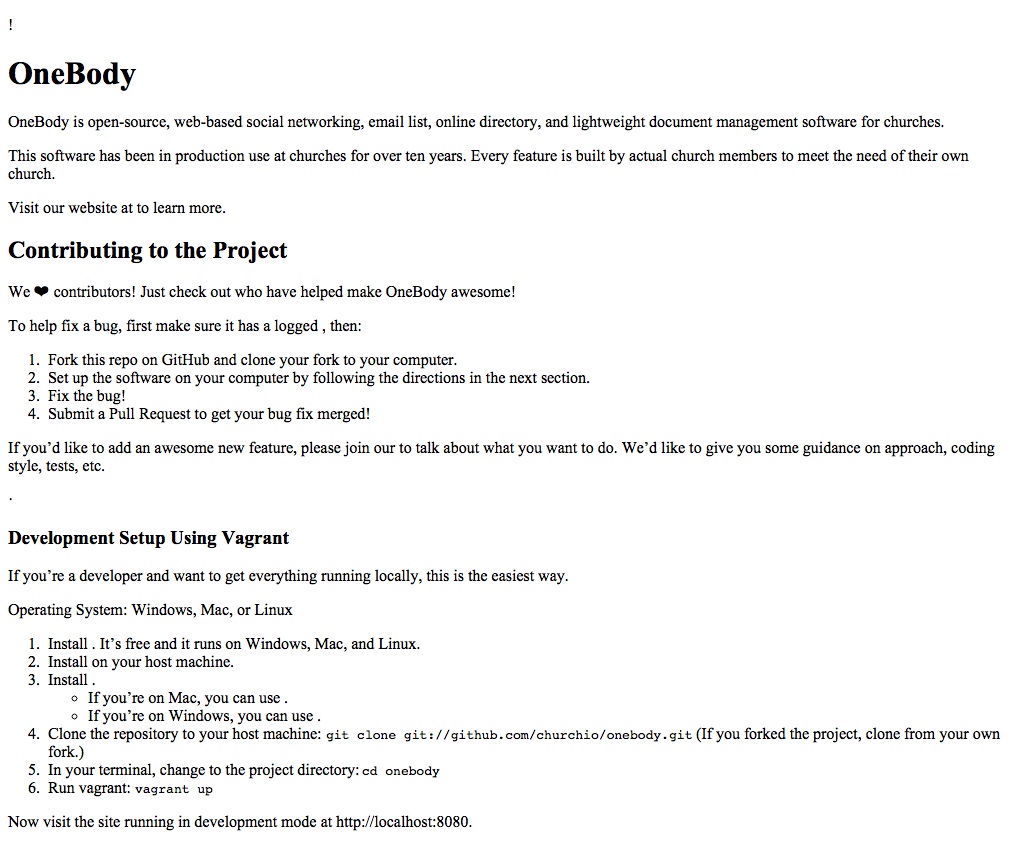 !
OneBody
OneBody is open-source, web-based social networking, email list, online directory, and lightweight document management software for churches.
This software has been in production use at churches for over ten years. Every feature is built by actual church members to meet the need of their own
church.
Visit our website at to learn more.
Contributing to the Project
We ❤ contributors! Just check out who have helped make OneBody awesome!
To help fix a bug, first make sure it has a logged , then:
1. Fork this repo on GitHub and clone your fork to your computer.
2. Set up the software on your computer by following the directions in the next section.
3. Fix the bug!
4. Submit a Pull Request to get your bug fix merged!
If you’d like to add an awesome new feature, please join our to talk about what you want to do. We’d like to give you some guidance on approach, coding
style, tests, etc.
.
Development Setup Using Vagrant
If you’re a developer and want to get everything running locally, this is the easiest way.
Operating System: Windows, Mac, or Linux
1. Install . It’s free and it runs on Windows, Mac, and Linux.
2. Install on your host machine.
3. Install .
◦ If you’re on Mac, you can use .
◦ If you’re on Windows, you can use .
4. Clone the repository to your host machine: git clone git://github.com/churchio/onebody.git (If you forked the project, clone from your own
fork.)
5. In your terminal, change to the project directory: cd onebody
6. Run vagrant: vagrant up
Now visit the site running in development mode at http://localhost:8080.